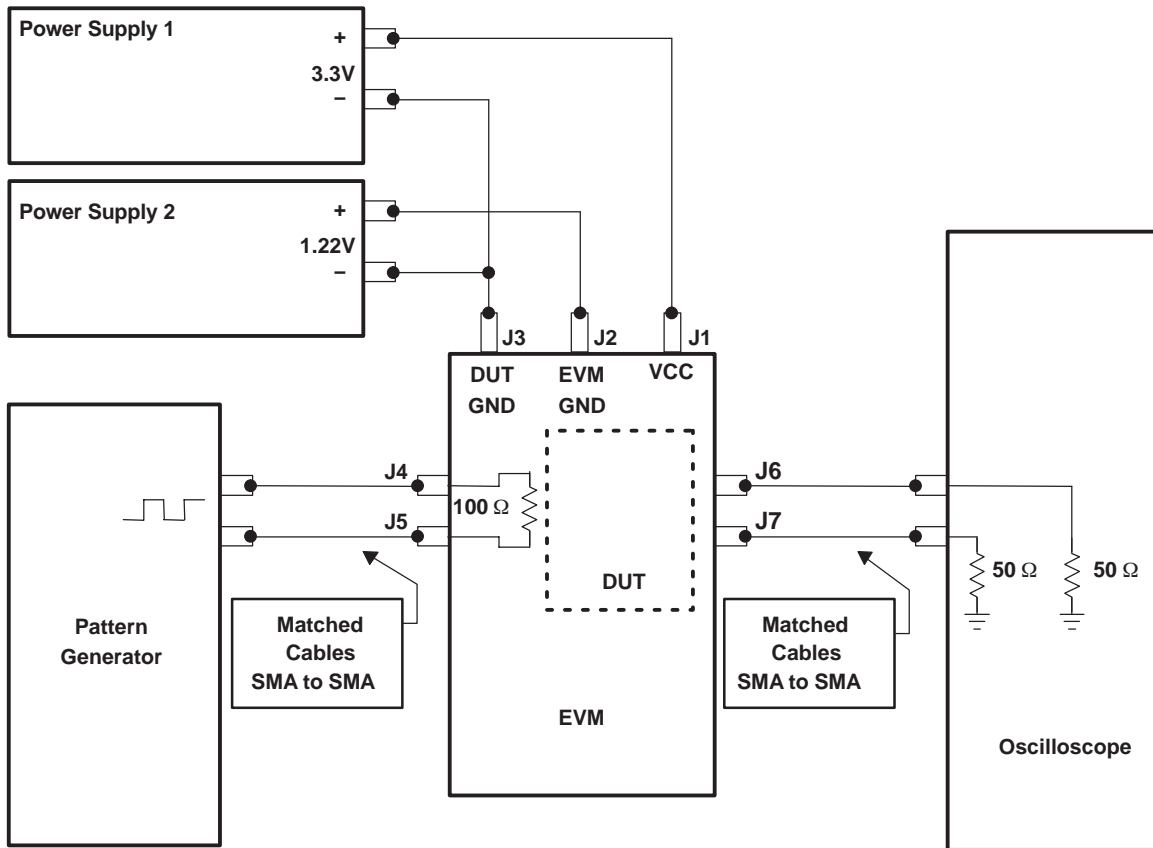 Power Supply 1
+
3.3V
−
Power Supply 2
+
1.22V
−
J3
J2
J1
DUT
GND
EVM
GND
VCC
J4
100 Ω
J5
J6
J7
DUT
50 Ω
50 Ω
Pattern
Generator
Matched
Cables
SMA to SMA
Matched
Cables
SMA to SMA
EVM
Oscilloscope